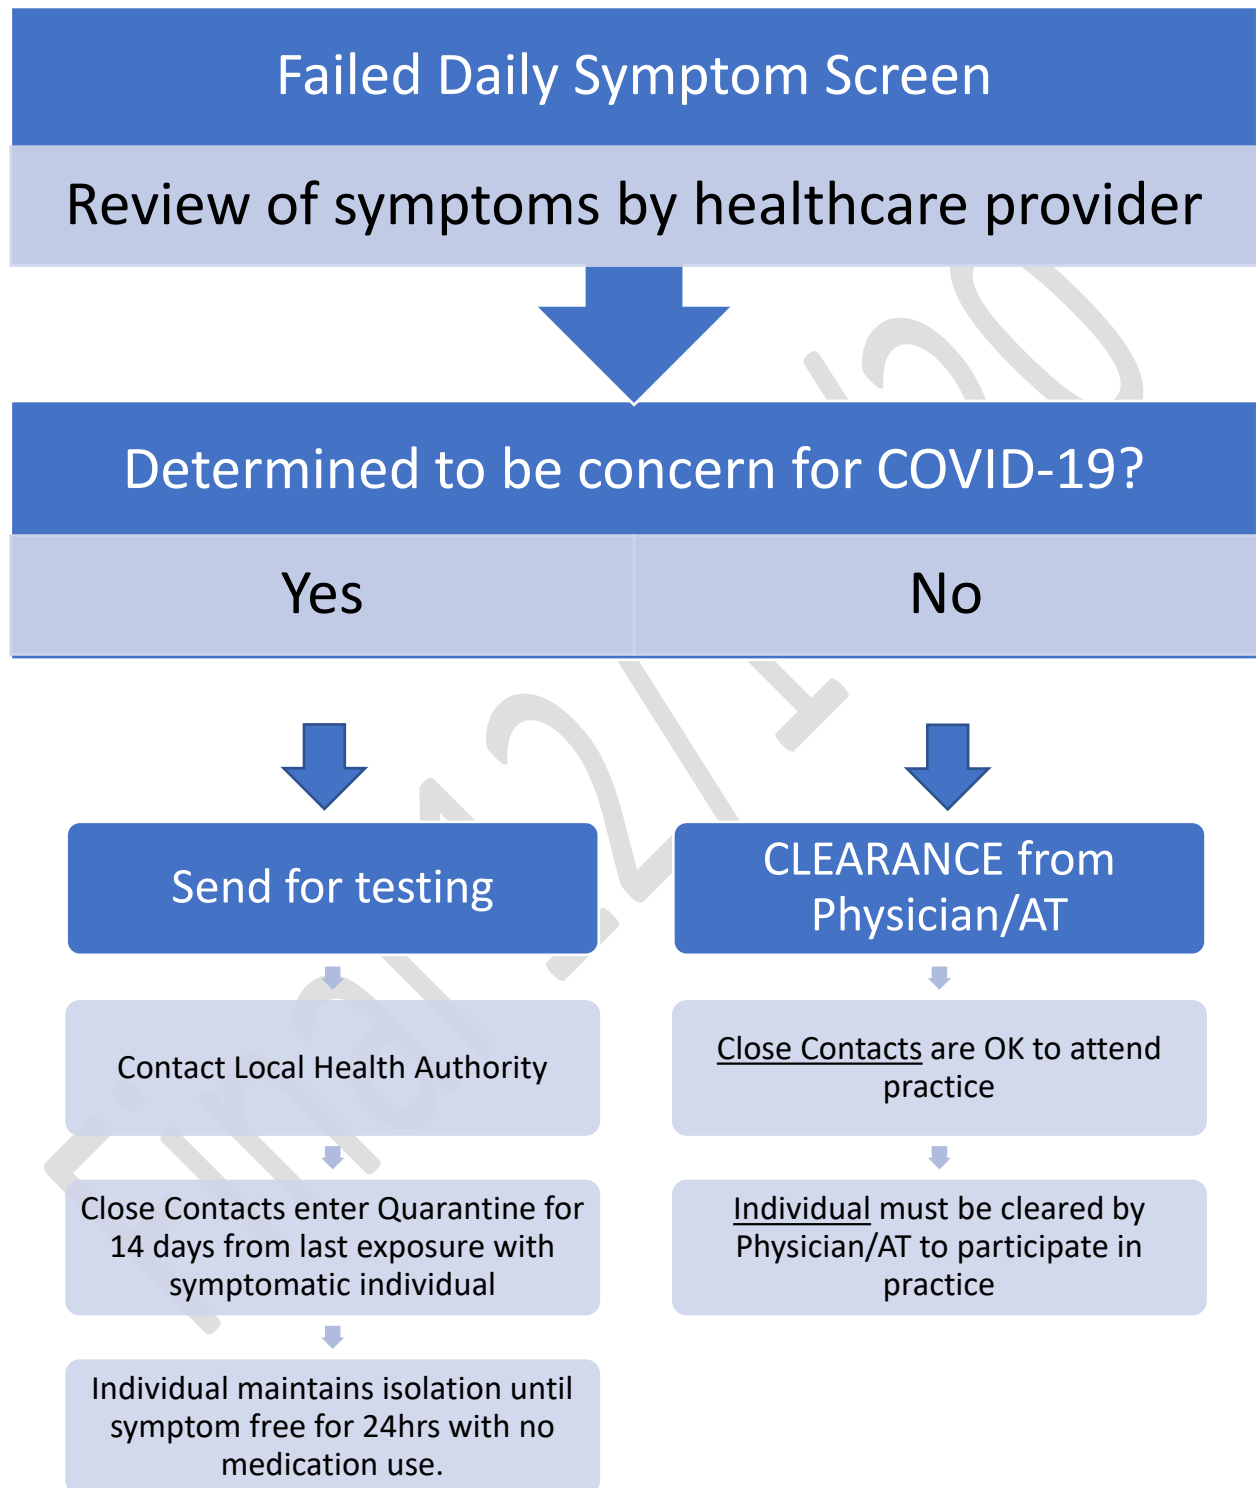 Failed Daily Symptom Screen
Review of symptoms by healthcare provider
Determined to be concern for COVID-19?
Yes
No
Send for testing
Contact Local Health Authority
Close Contacts enter Quarantine for
14 days from last exposure with
symptomatic individual
Individual maintains isolation until
symptom free for 24hrs with no
medication use.
CLEARANCE from
Physician/AT
Close Contacts are OK to attend
practice
Individual must be cleared by
Physician/AT to participate in
practice